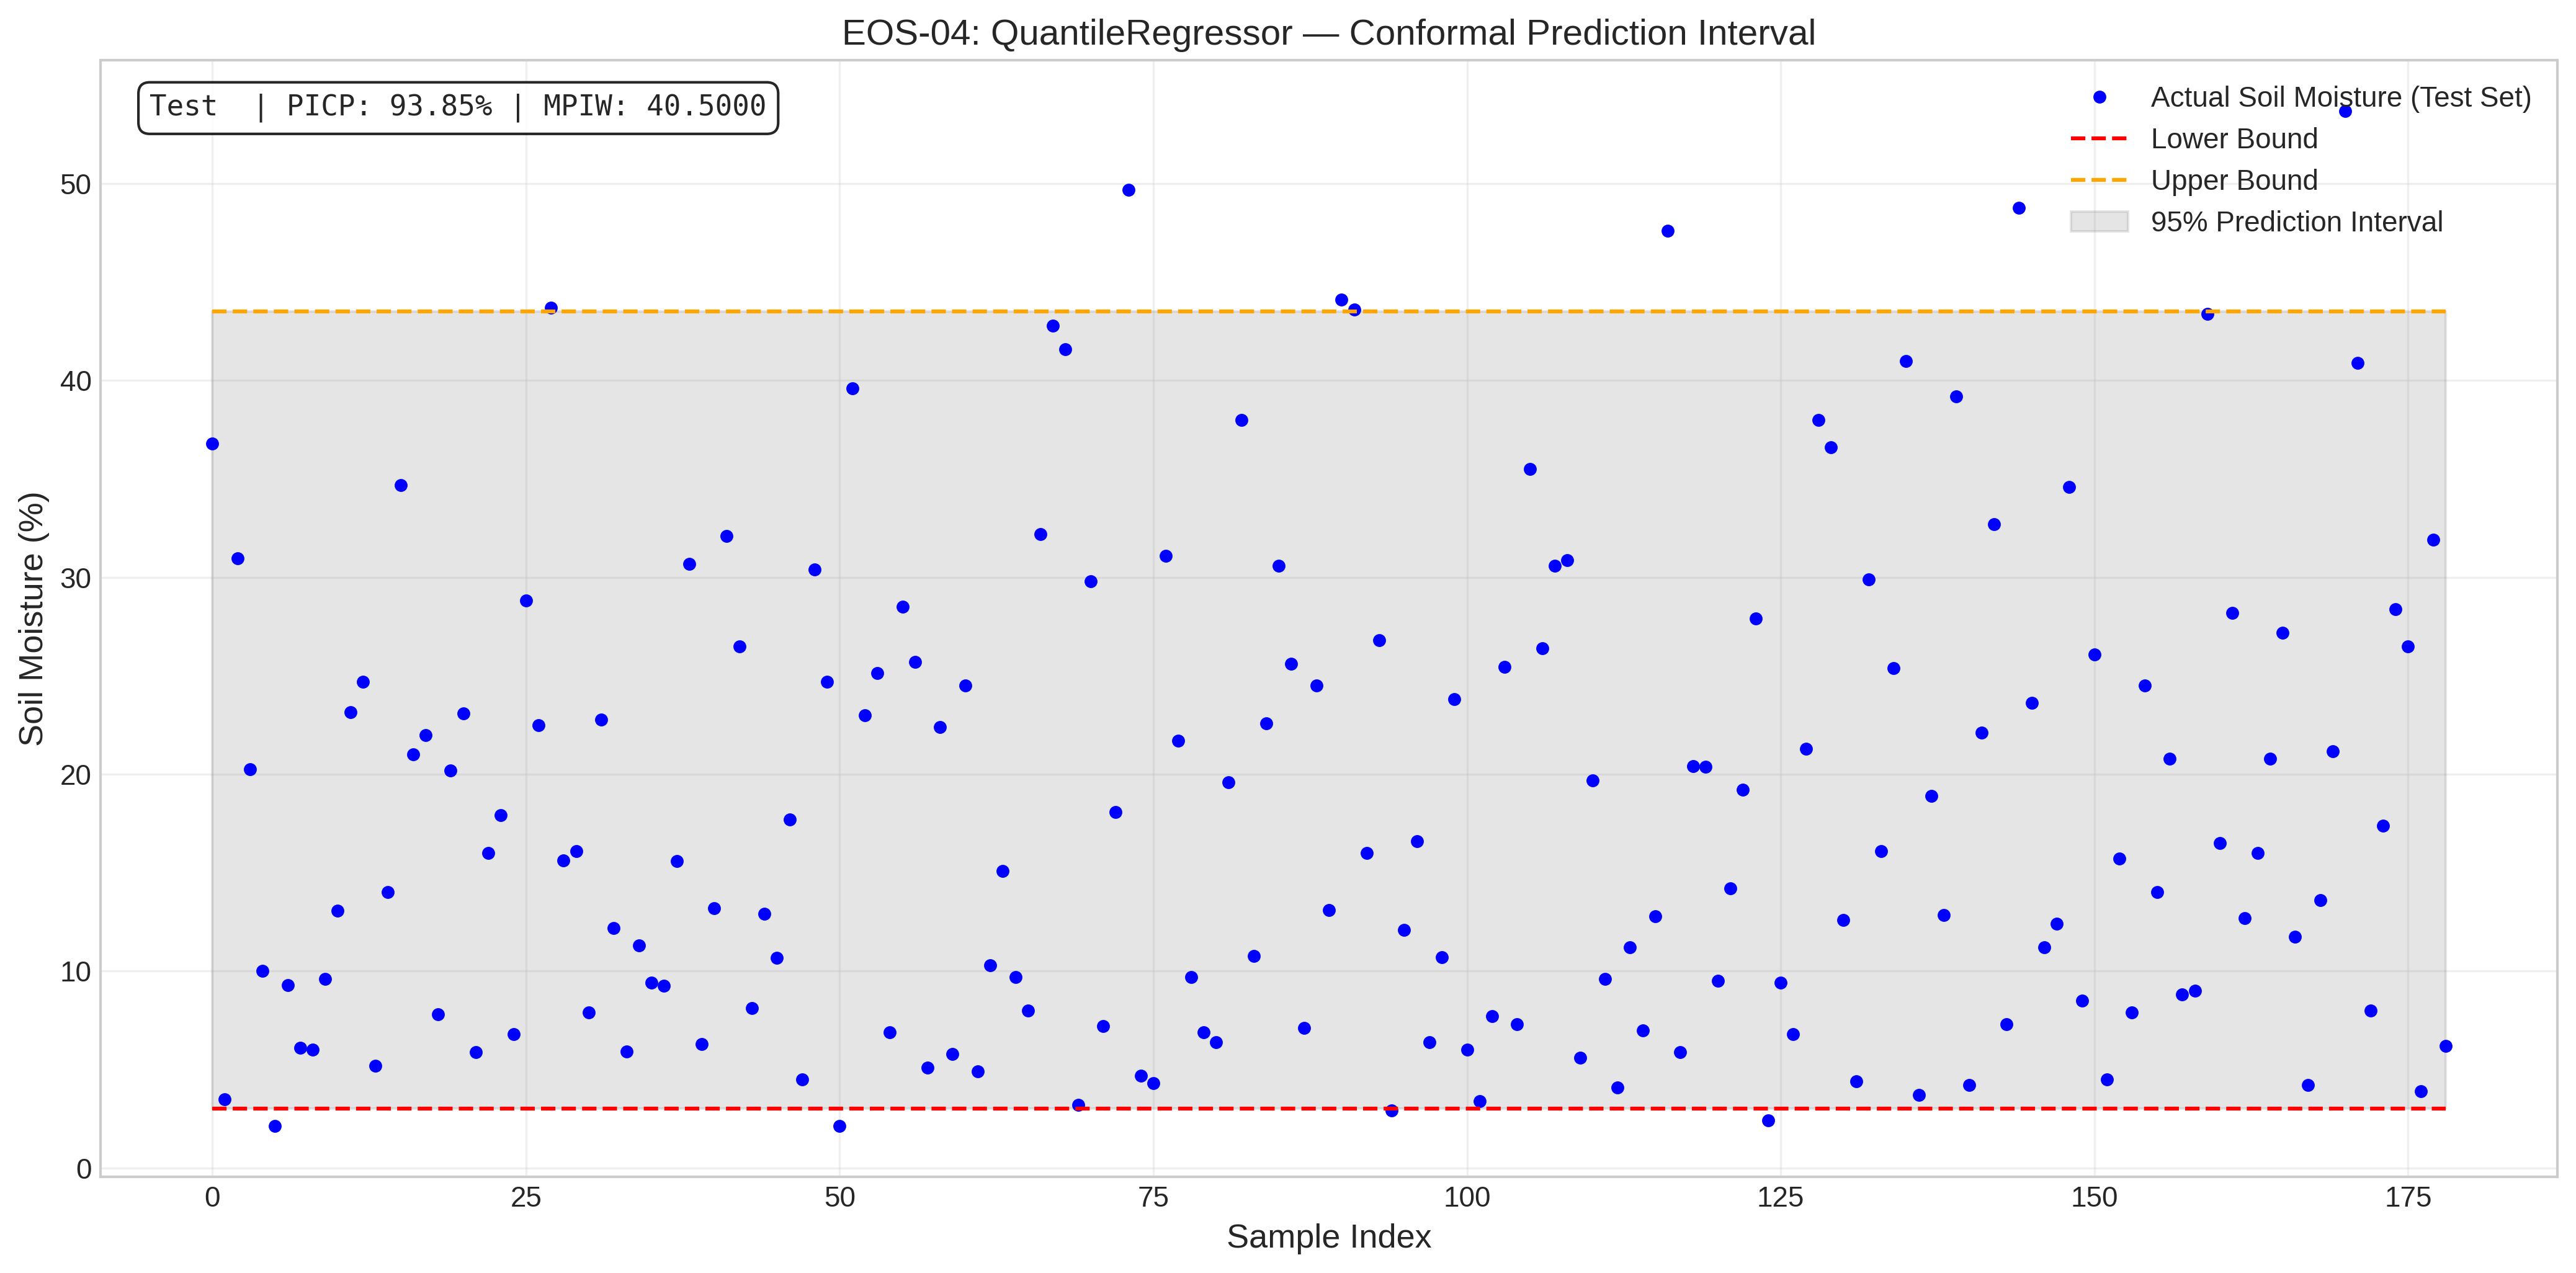 EOS-04: QuantileRegressor — Conformal Prediction Interval
Test  | PICP: 93.85% | MPIW: 40.5000
Actual Soil Moisture (Test Set)
Lower Bound
Upper Bound
95% Prediction Interval
Soil Moisture (%)
50
40
30
20
10
0
0 25 50 75 100 125 150 175
Sample Index